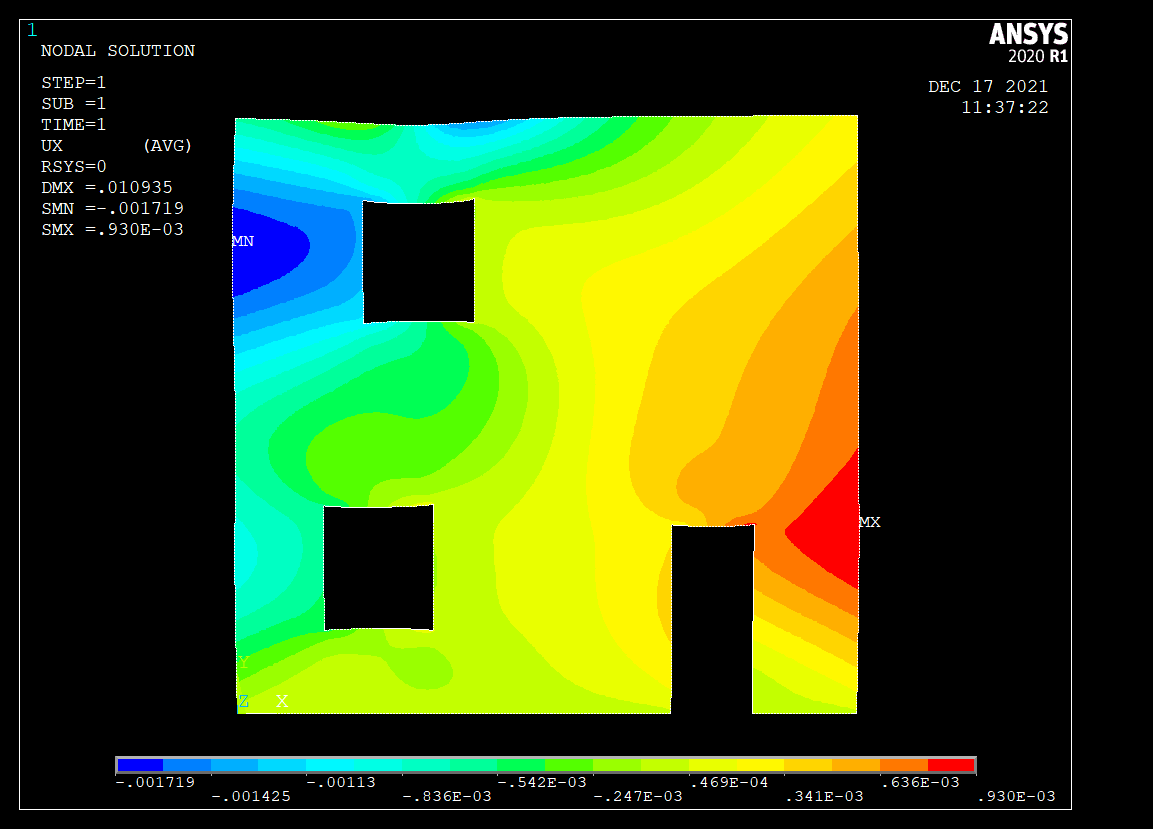 1
ANSYS
2020 R1
NODAL SOLUTION
STEP=1
SUB =1
TIME=1
UX (AVG)
RSYS=0
DMX =.010935
SMN =-.001719
SMX =.930E-03
DEC 17 2021
11:37:22
MN
MX
Y
Z X
-.001719 -.00113 -.542E-03 .469E-04 .636E-03
-.001425 -.836E-03 -.247E-03 .341E-03 .930E-03